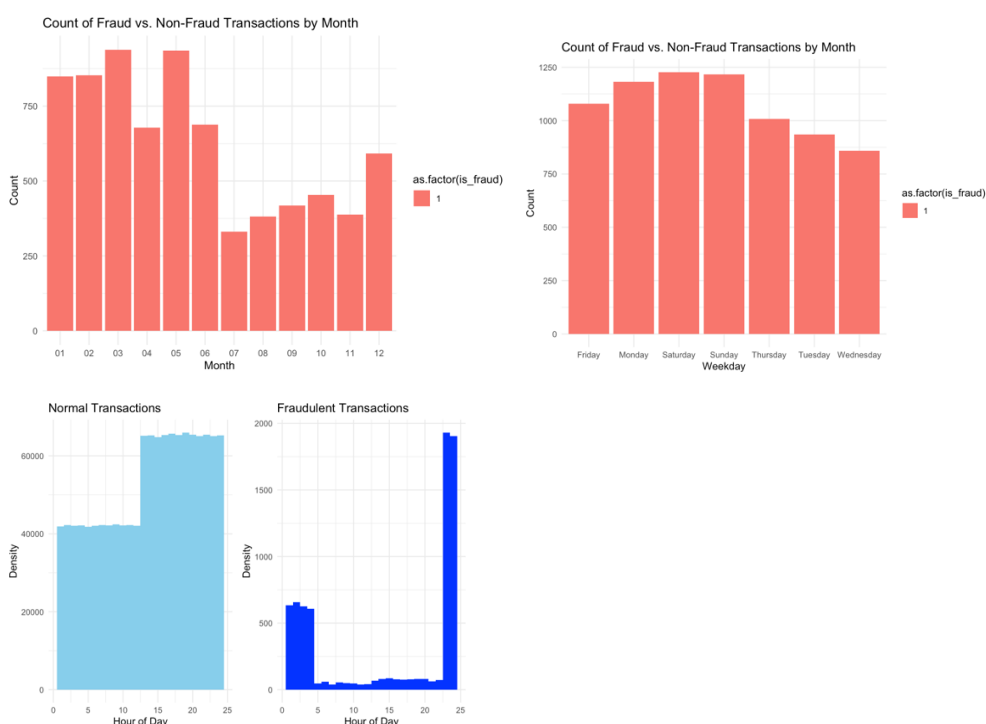 Count of Fraud vs. Non-Fraud Transactions by Month
750
500
250
0
Count
01 02 03 04 05 06 07 08 09 10 11 12
Month
as.factor(is_fraud)
1
Count of Fraud vs. Non-Fraud Transactions by Month
1250
1000
750
500
250
0
Count
Friday Monday Saturday Sunday Thursday Tuesday Wednesday
Weekday
as.factor(is_fraud)
1
Normal Transactions
60000
40000
20000
0
Density
0 5 10 15 20 25
Hour of Day
Fraudulent Transactions
2000
1500
1000
500
0
Density
0 5 10 15 20 25
Hour of Day